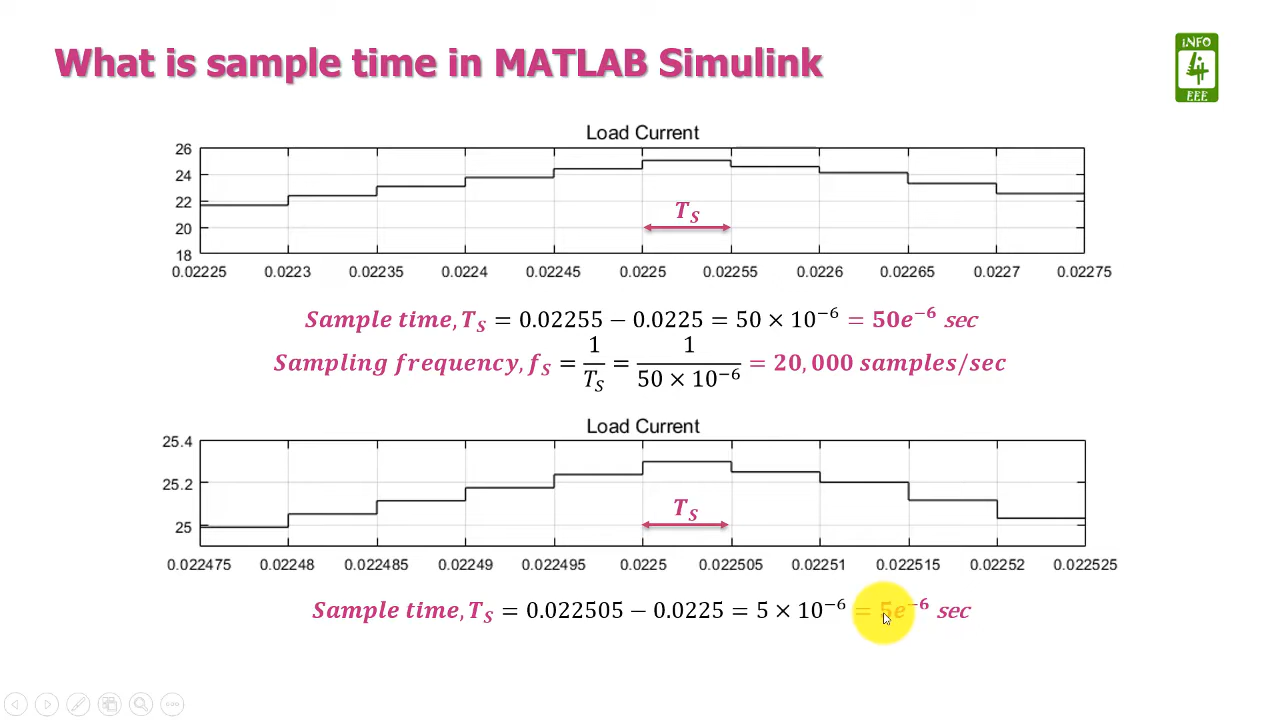 What is sample time in MATLAB Simulink
INFO
4
EEE
Load Current
26
24
22
20
18
T_S
0.02225 0.0223 0.02235 0.0224 0.02245 0.0225 0.02255 0.0226 0.02265 0.0227 0.02275
Sample time, T_S = 0.02255 − 0.0225 = 50 × 10⁻⁶ = 50e⁻⁶ sec
Sampling frequency, f_S = 1/T_S = 1/(50 × 10⁻⁶) = 20,000 samples/sec
Load Current
25.4
25.2
25
T_S
0.022475 0.02248 0.022485 0.02249 0.022495 0.0225 0.022505 0.02251 0.022515 0.02252 0.022525
Sample time, T_S = 0.022505 − 0.0225 = 5 × 10⁻⁶ = 5e⁻⁶ sec